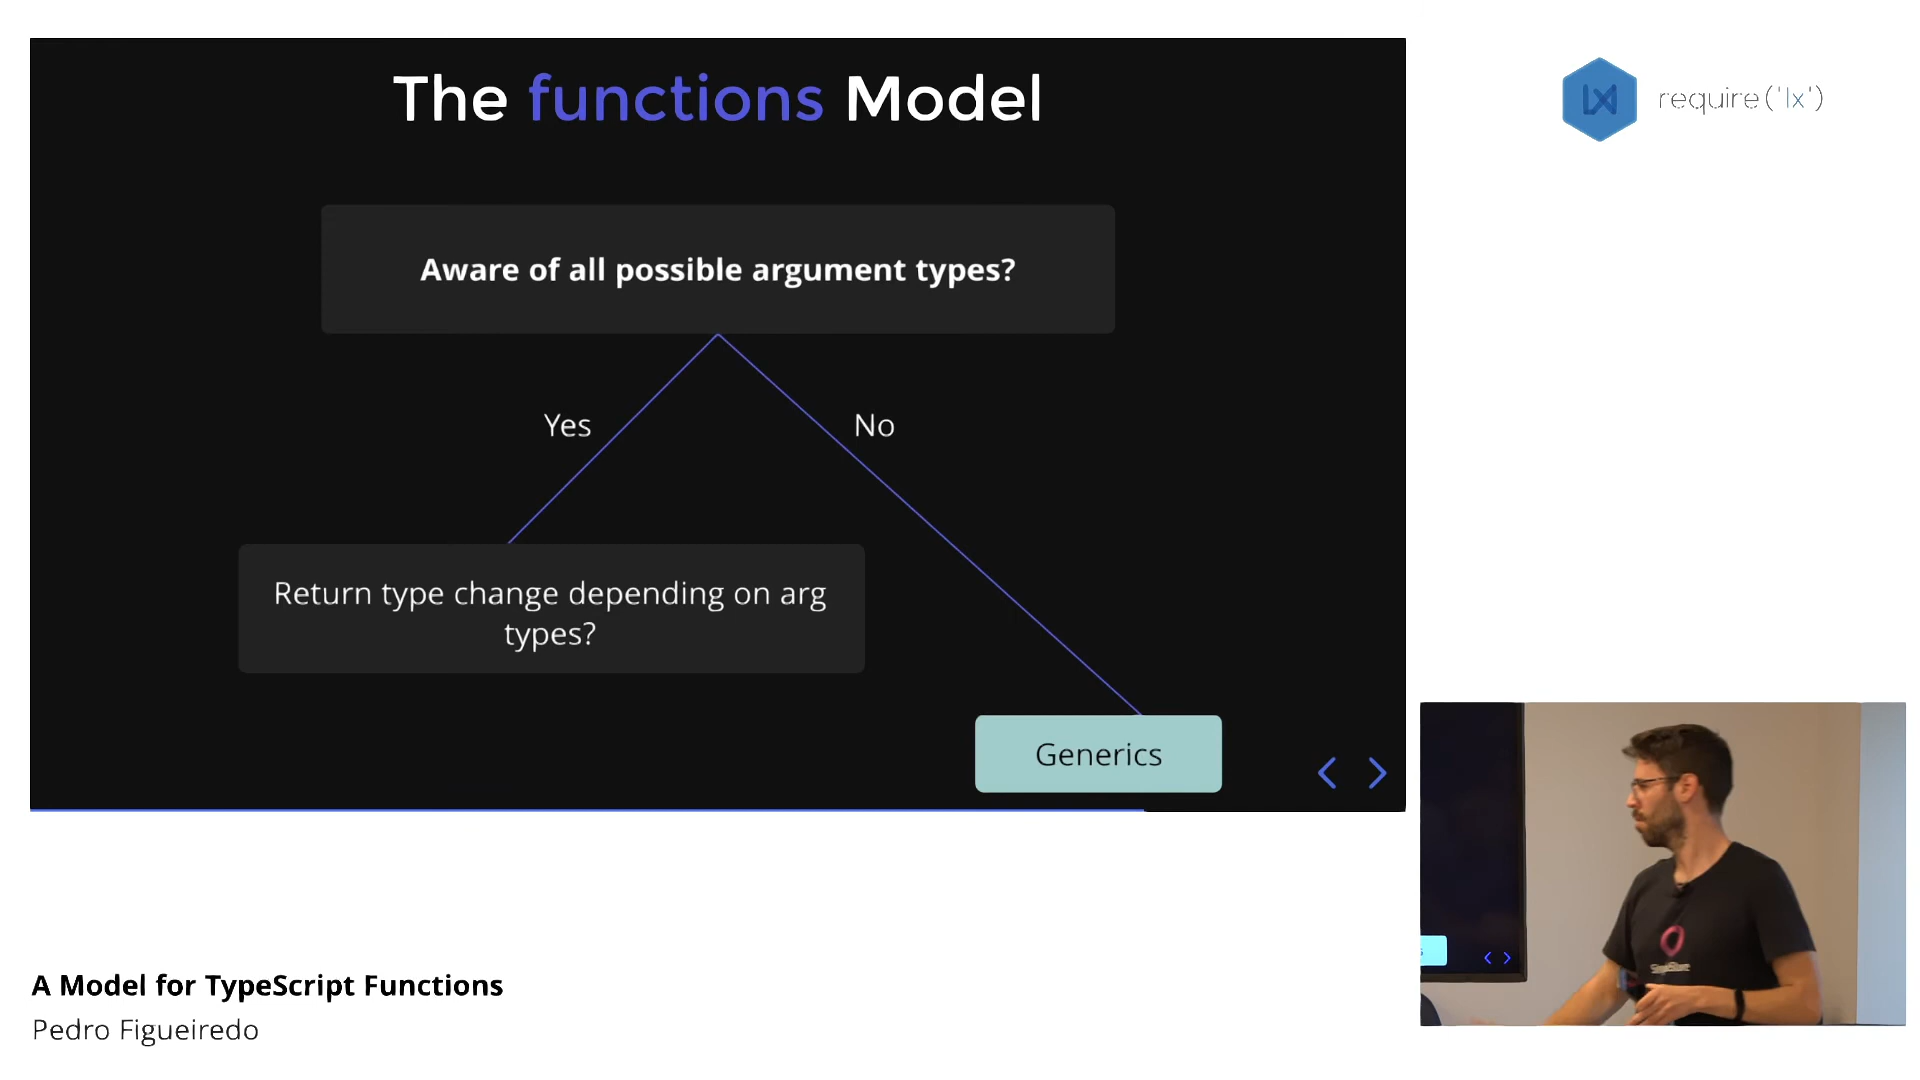 The functions Model
require('lx')
Aware of all possible argument types?
Yes
No
Return type change depending on arg
types?
Generics
A Model for TypeScript Functions
Pedro Figueiredo